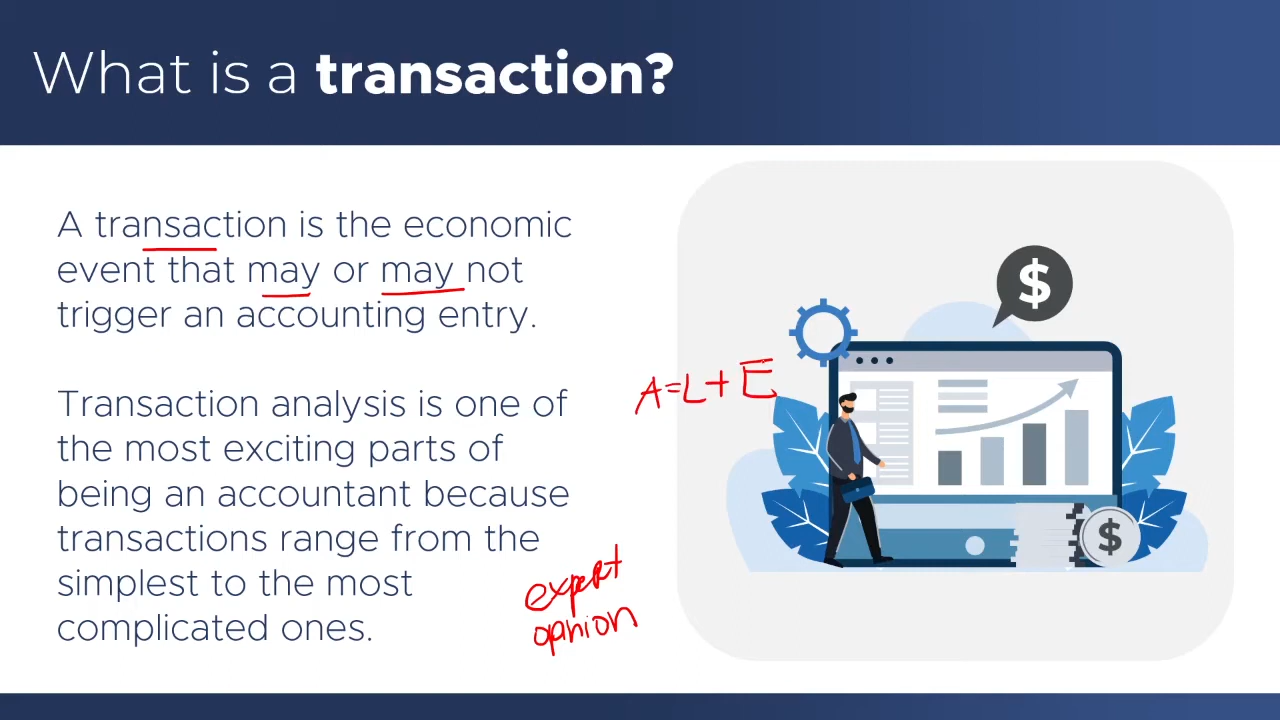 What is a transaction?
A transaction is the economic
event that may or may not
trigger an accounting entry.
Transaction analysis is one of
the most exciting parts of
being an accountant because
transactions range from the
simplest to the most
complicated ones.
A=L+E
expert
opinion
$
$